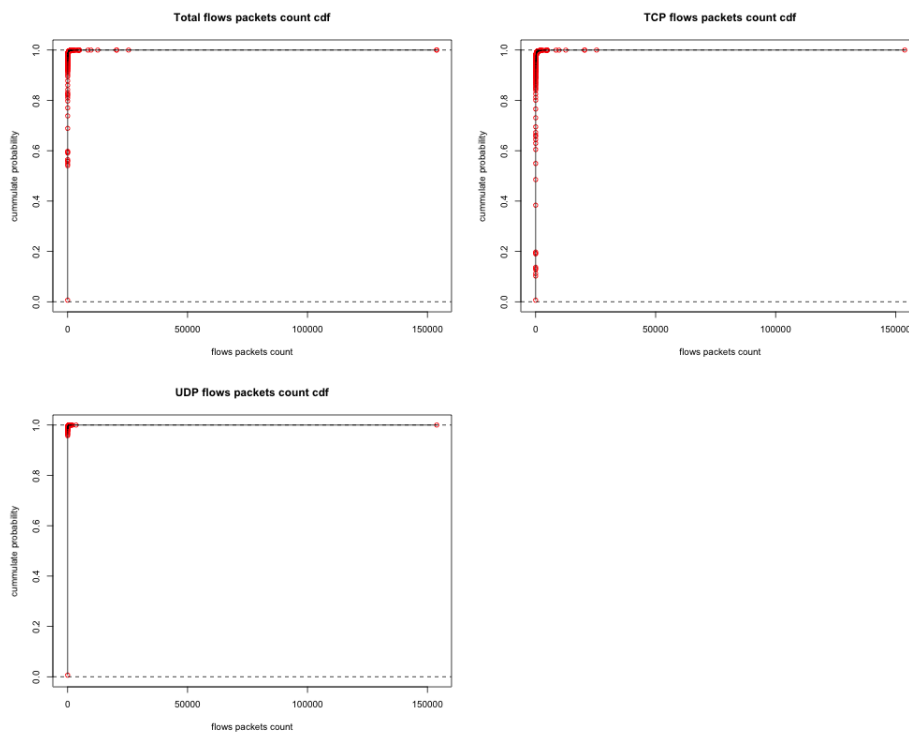 Total flows packets count cdf
cummulate probability
1.0
0.8
0.6
0.4
0.2
0.0
0 50000 100000 150000
flows packets count
TCP flows packets count cdf
cummulate probability
1.0
0.8
0.6
0.4
0.2
0.0
0 50000 100000 150000
flows packets count
UDP flows packets count cdf
cummulate probability
1.0
0.8
0.6
0.4
0.2
0.0
0 50000 100000 150000
flows packets count